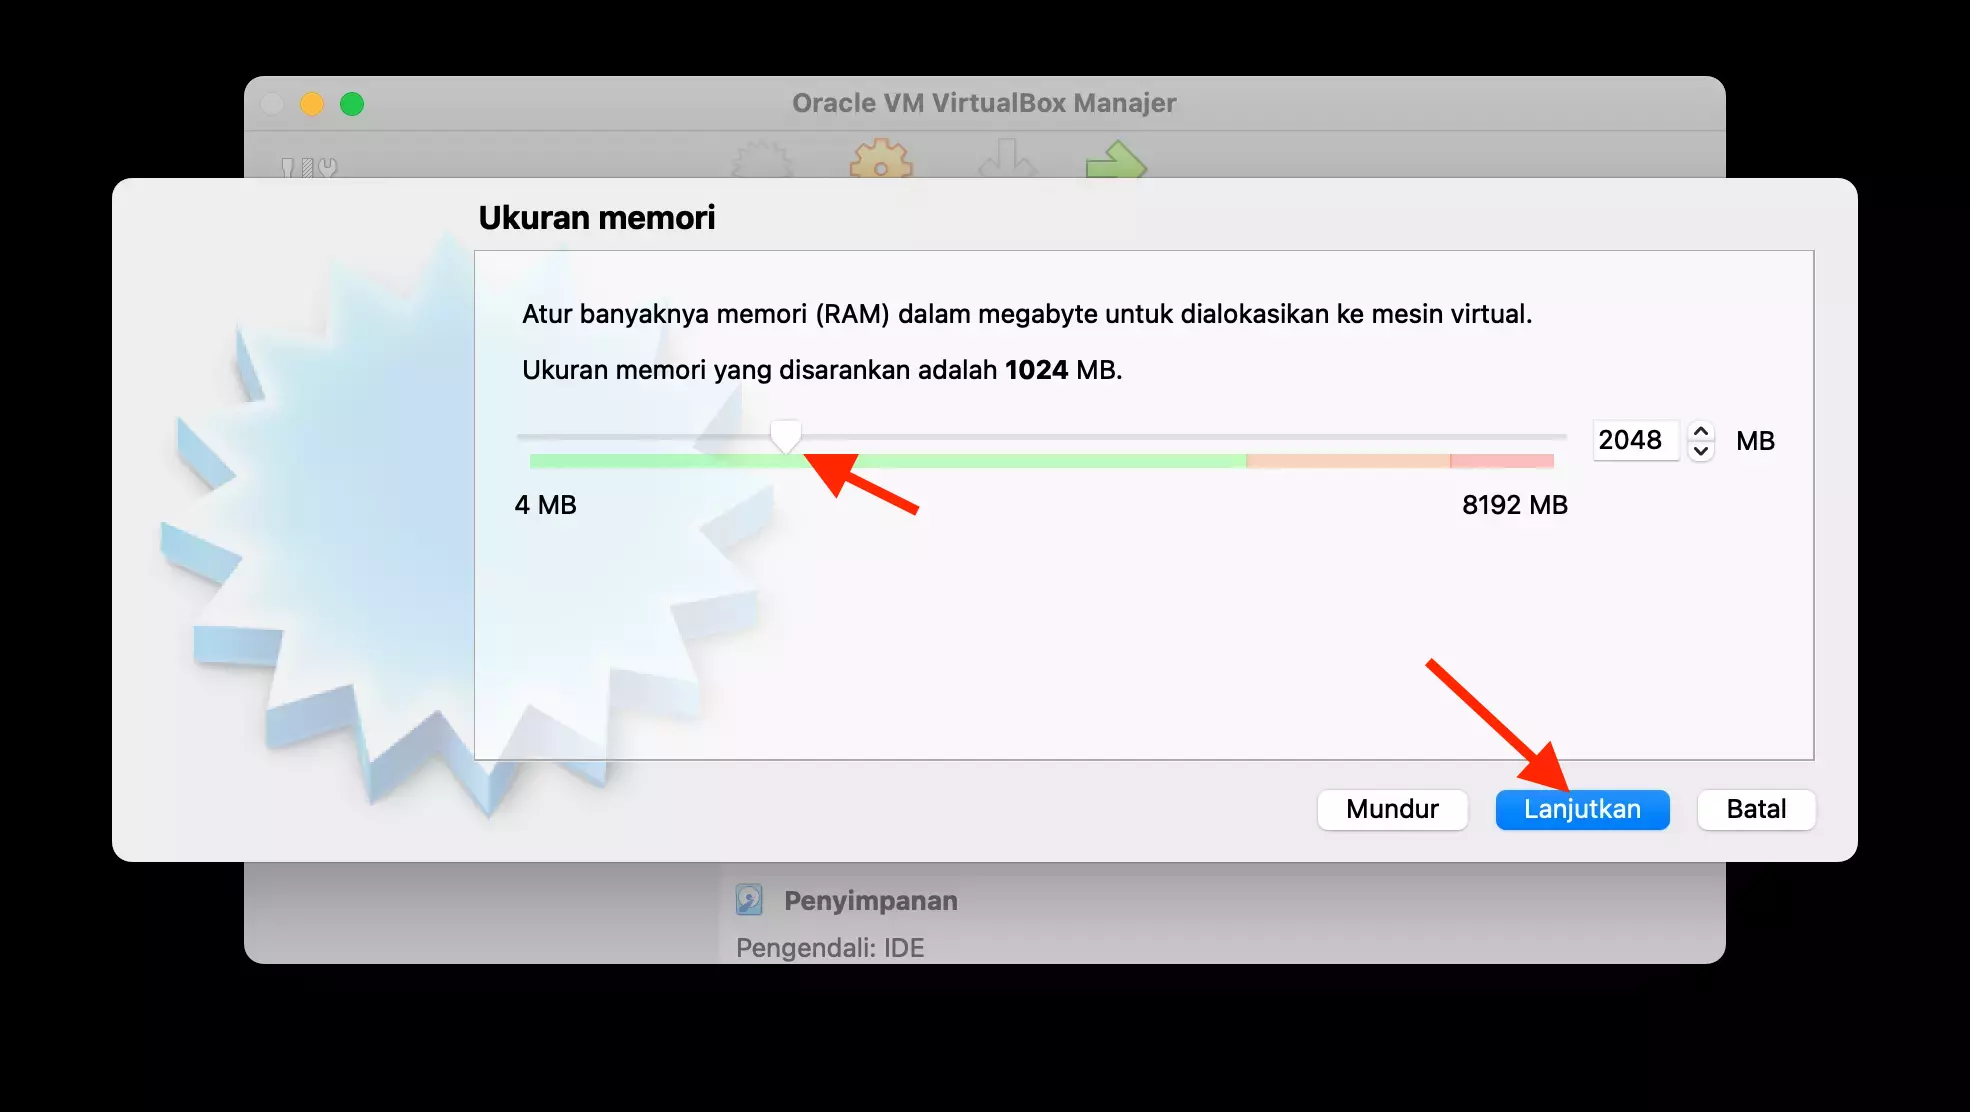 Oracle VM VirtualBox Manajer
Ukuran memori
Atur banyaknya memori (RAM) dalam megabyte untuk dialokasikan ke mesin virtual.
Ukuran memori yang disarankan adalah 1024 MB.
2048 MB
4 MB 8192 MB
Mundur Lanjutkan Batal
Penyimpanan
Pengendali: IDE